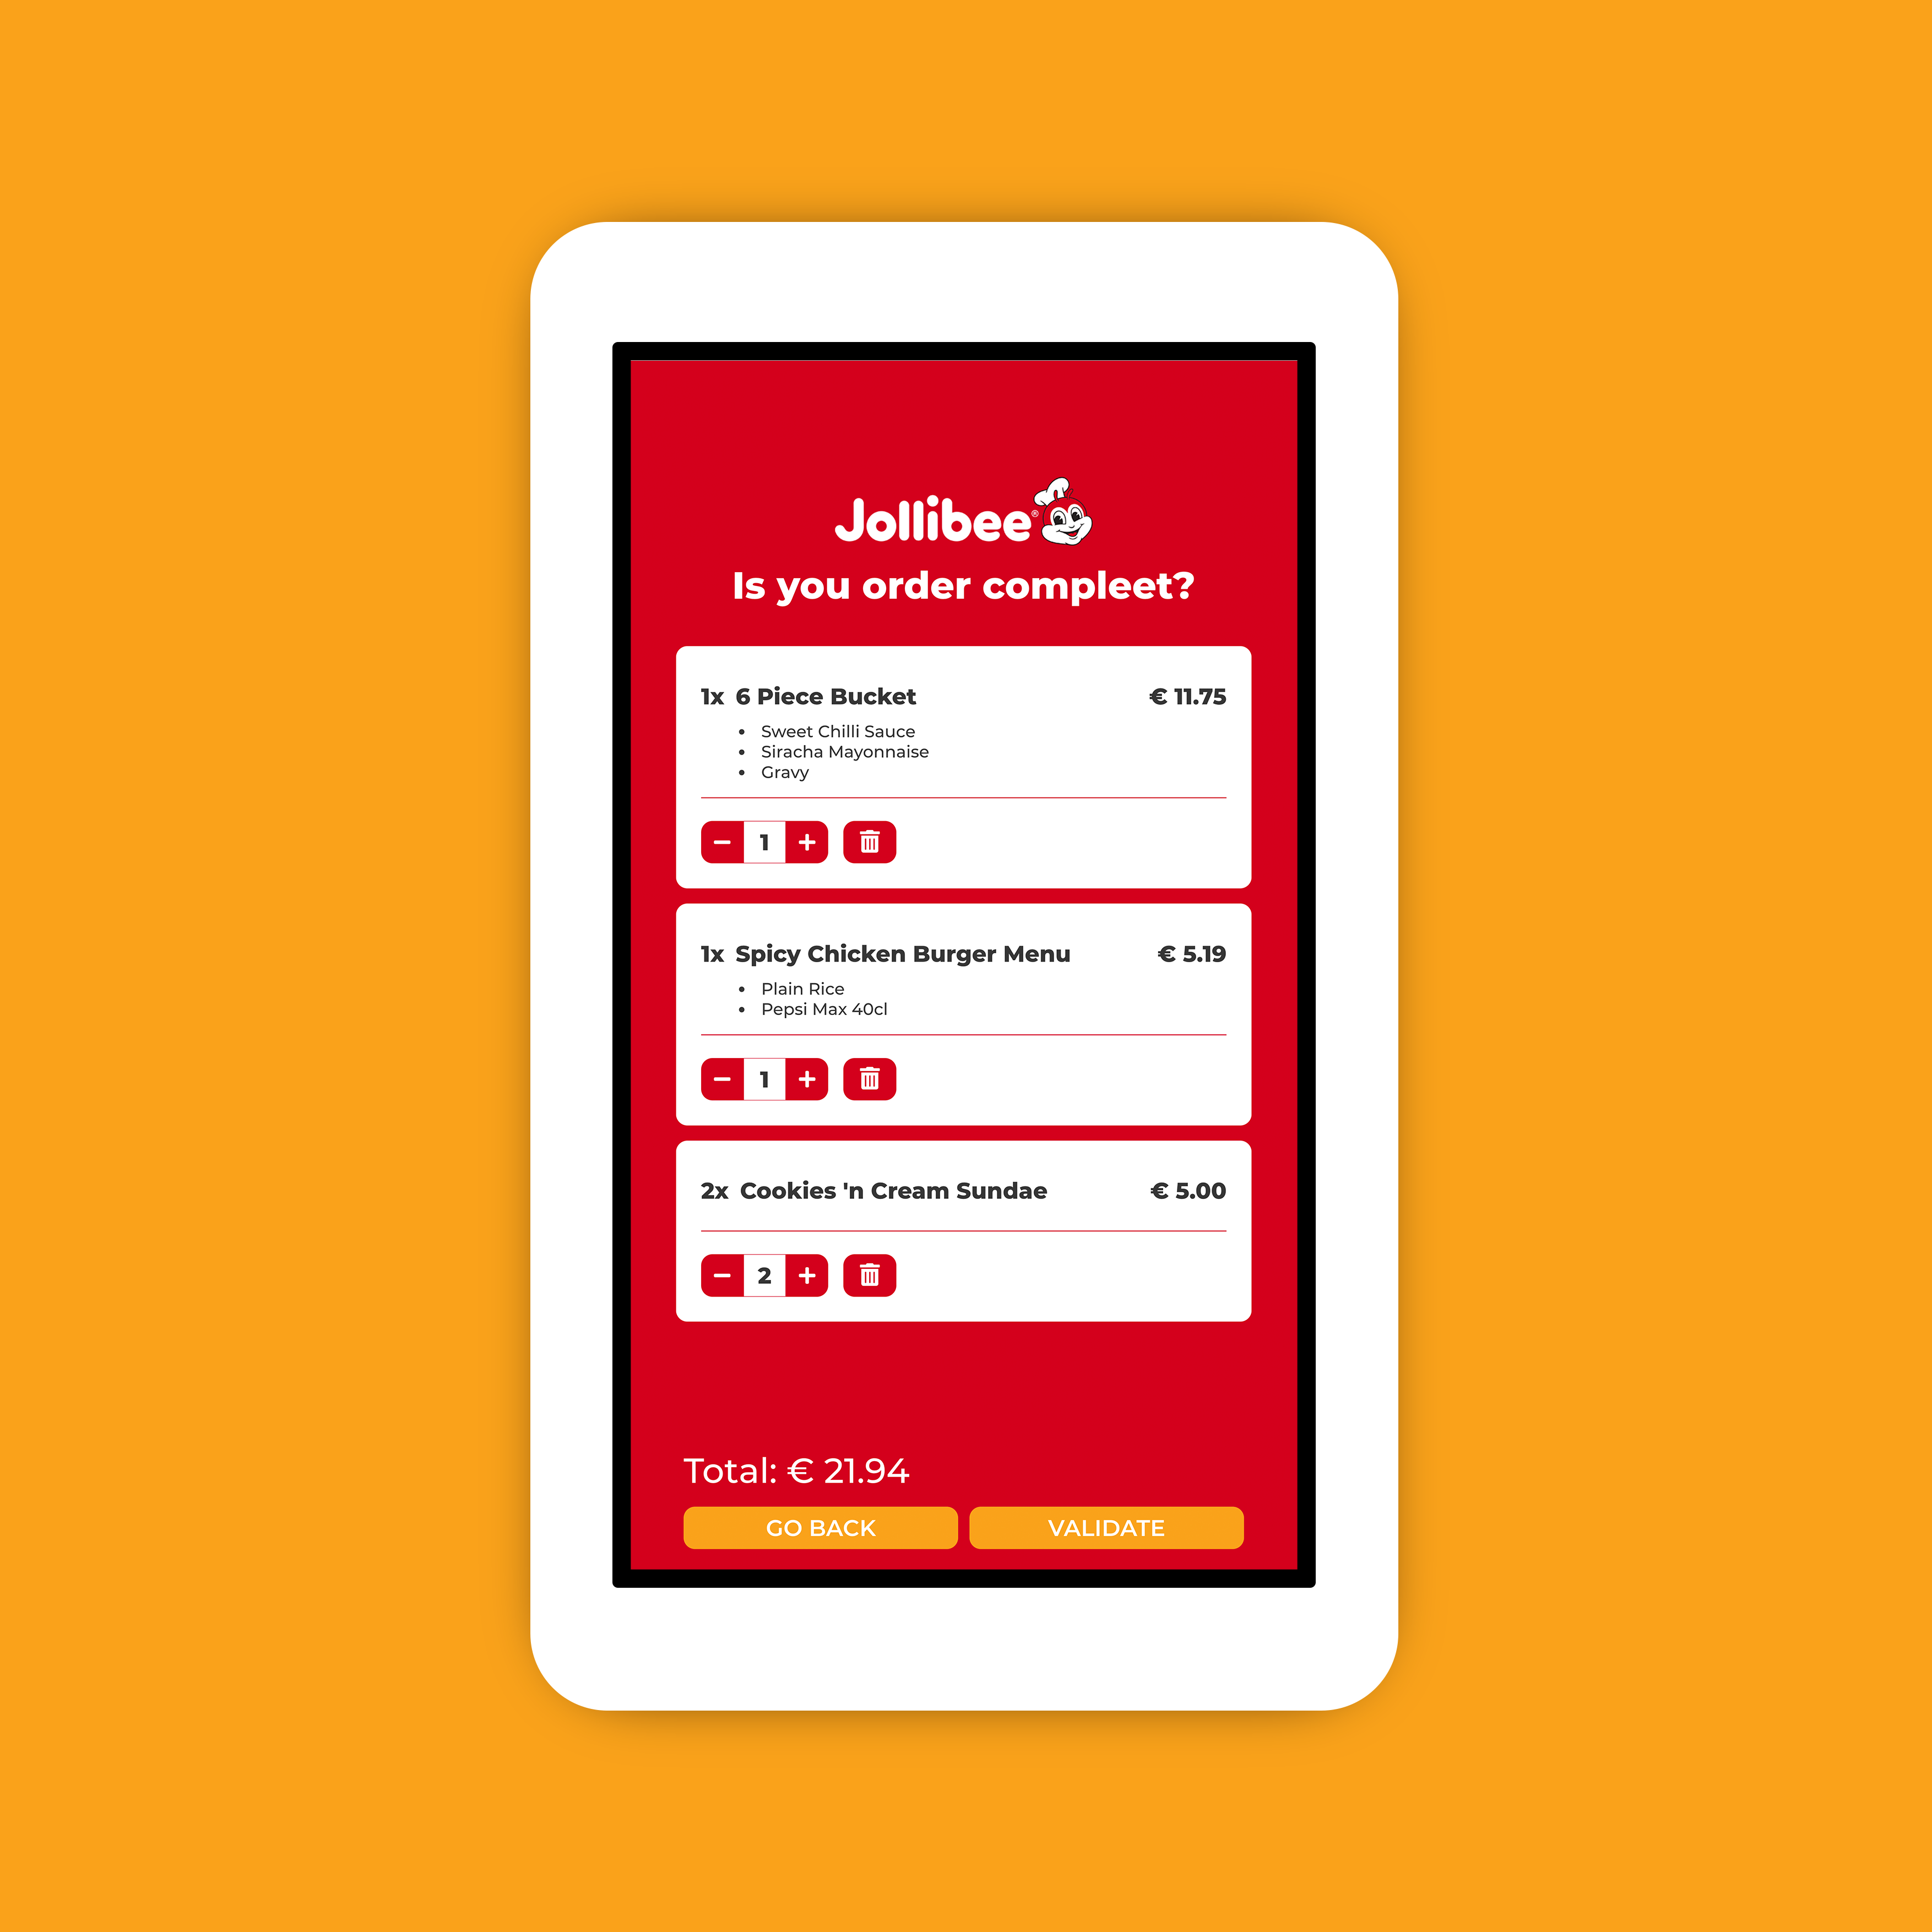 Jollibee®
Is you order compleet?
1x 6 Piece Bucket € 11.75
• Sweet Chilli Sauce
• Siracha Mayonnaise
• Gravy
1
1x Spicy Chicken Burger Menu € 5.19
• Plain Rice
• Pepsi Max 40cl
1
2x Cookies 'n Cream Sundae € 5.00
2
Total: € 21.94
GO BACK VALIDATE